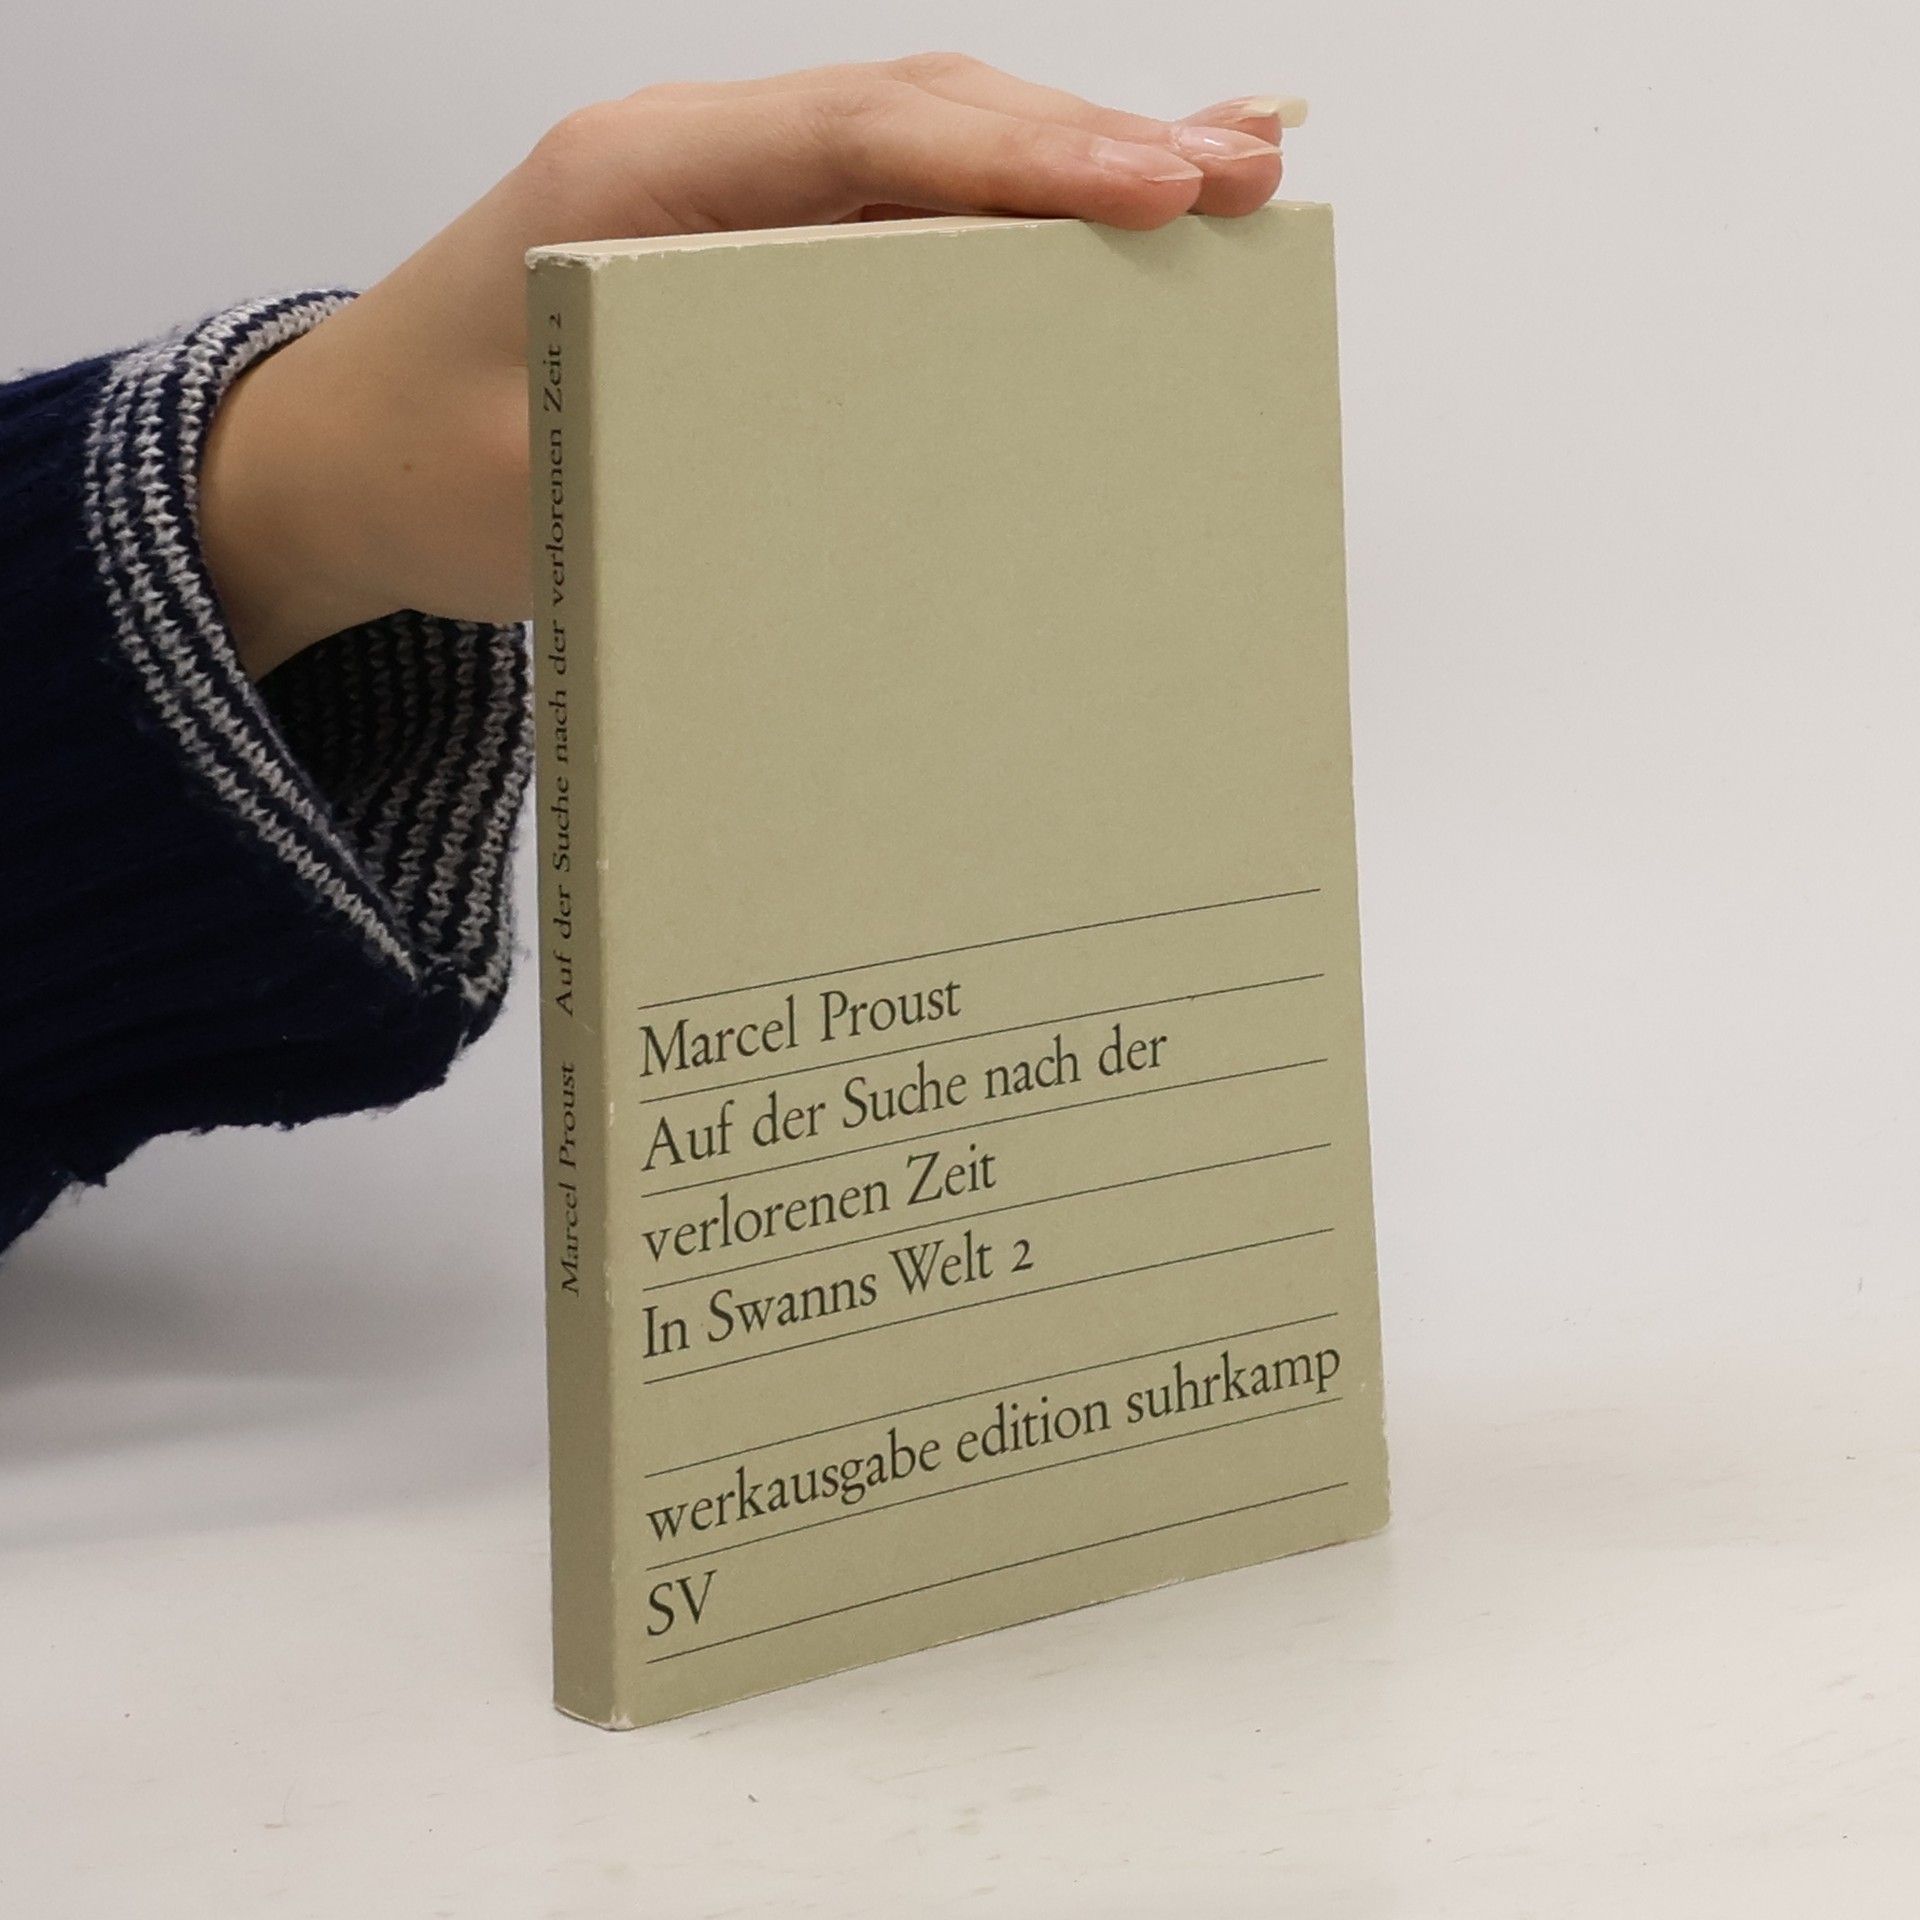 Marcel Proust Auf der Suche nach der verlorenen Zeit 2
Marcel Proust
Auf der Suche nach der
verlorenen Zeit
In Swanns Welt 2
werkausgabe edition suhrkamp
SV